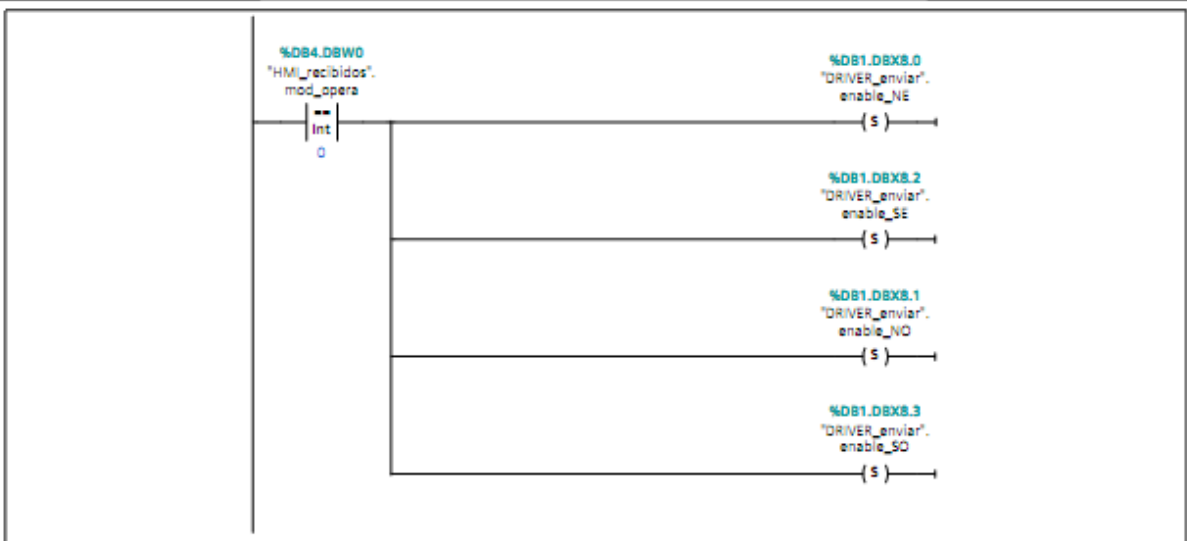 %DB4.DBW0
"HMI_recibidos".
mod_opera
==
Int
0
%DB1.DBX8.0
"DRIVER_enviar".
enable_NE
( S )
%DB1.DBX8.2
"DRIVER_enviar".
enable_SE
( S )
%DB1.DBX8.1
"DRIVER_enviar".
enable_NO
( S )
%DB1.DBX8.3
"DRIVER_enviar".
enable_SO
( S )